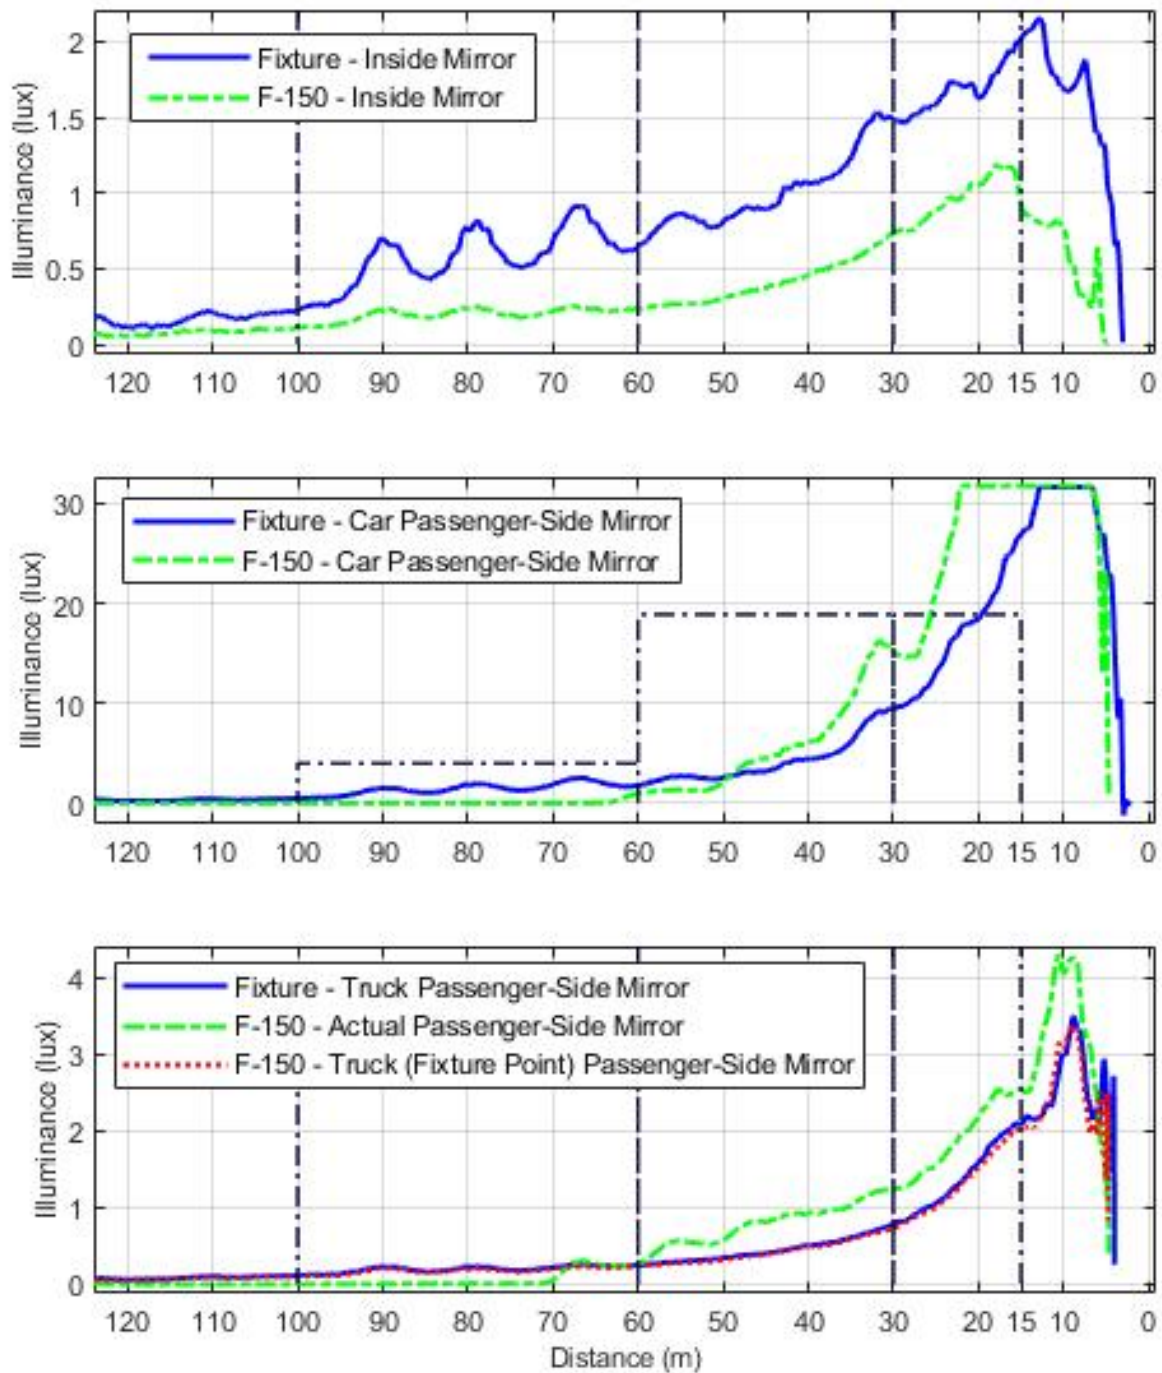 2
1.5
1
0.5
0
Illuminance (lux)
Fixture - Inside Mirror
F-150 - Inside Mirror
120 110 100 90 80 70 60 50 40 30 20 15 10 0
30
20
10
0
Illuminance (lux)
Fixture - Car Passenger-Side Mirror
F-150 - Car Passenger-Side Mirror
120 110 100 90 80 70 60 50 40 30 20 15 10 0
4
3
2
1
0
Illuminance (lux)
Fixture - Truck Passenger-Side Mirror
F-150 - Actual Passenger-Side Mirror
F-150 - Truck (Fixture Point) Passenger-Side Mirror
120 110 100 90 80 70 60 50 40 30 20 15 10 0
Distance (m)